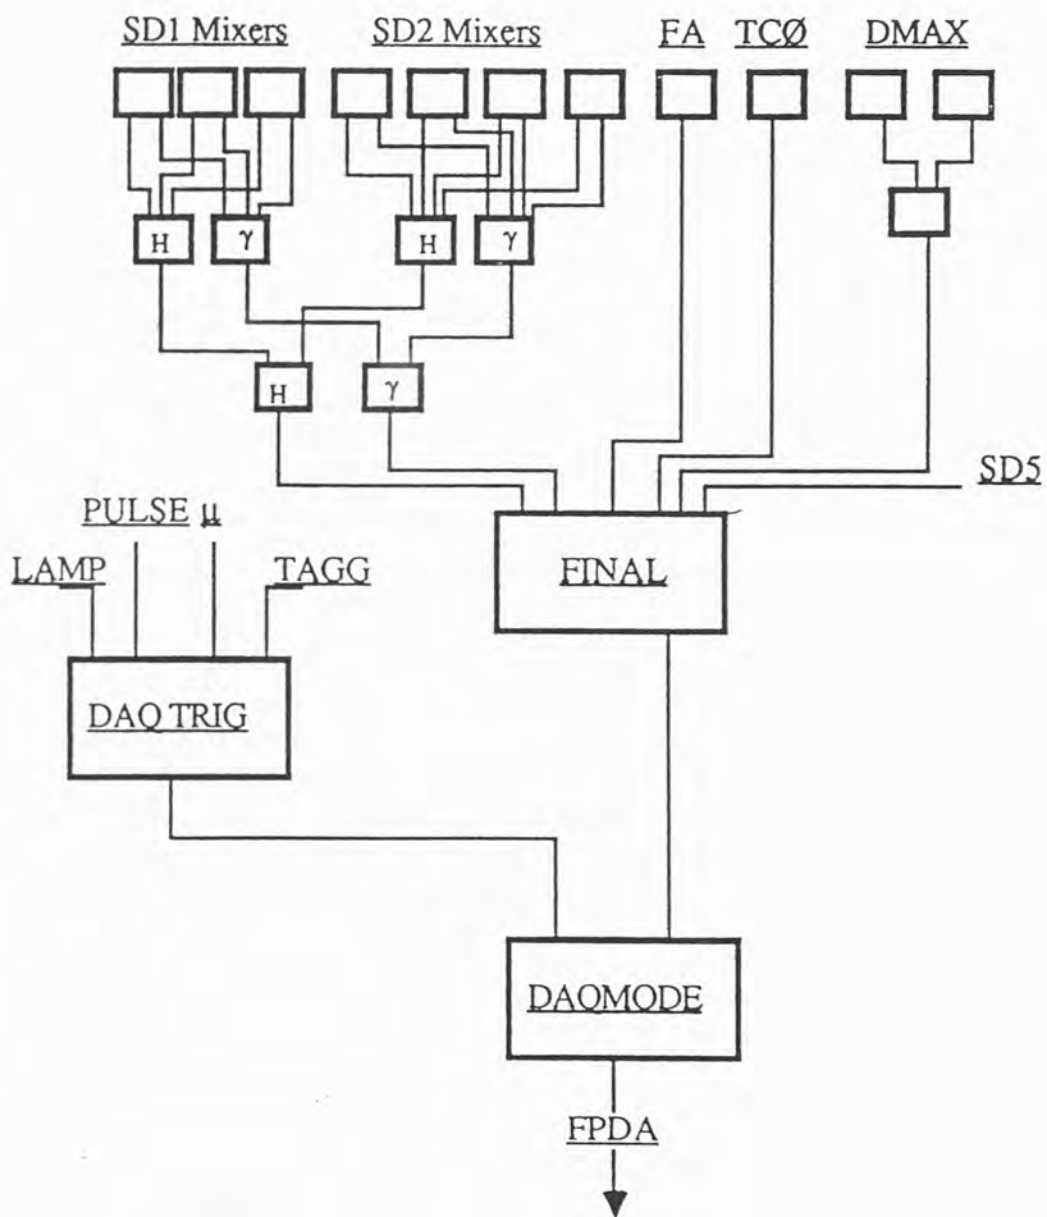 SD1 Mixers SD2 Mixers FA TCØ DMAX
H γ H γ
H γ
SD5
PULSE µ
LAMP TAGG
FINAL
DAQ TRIG
DAQMODE
FPDA